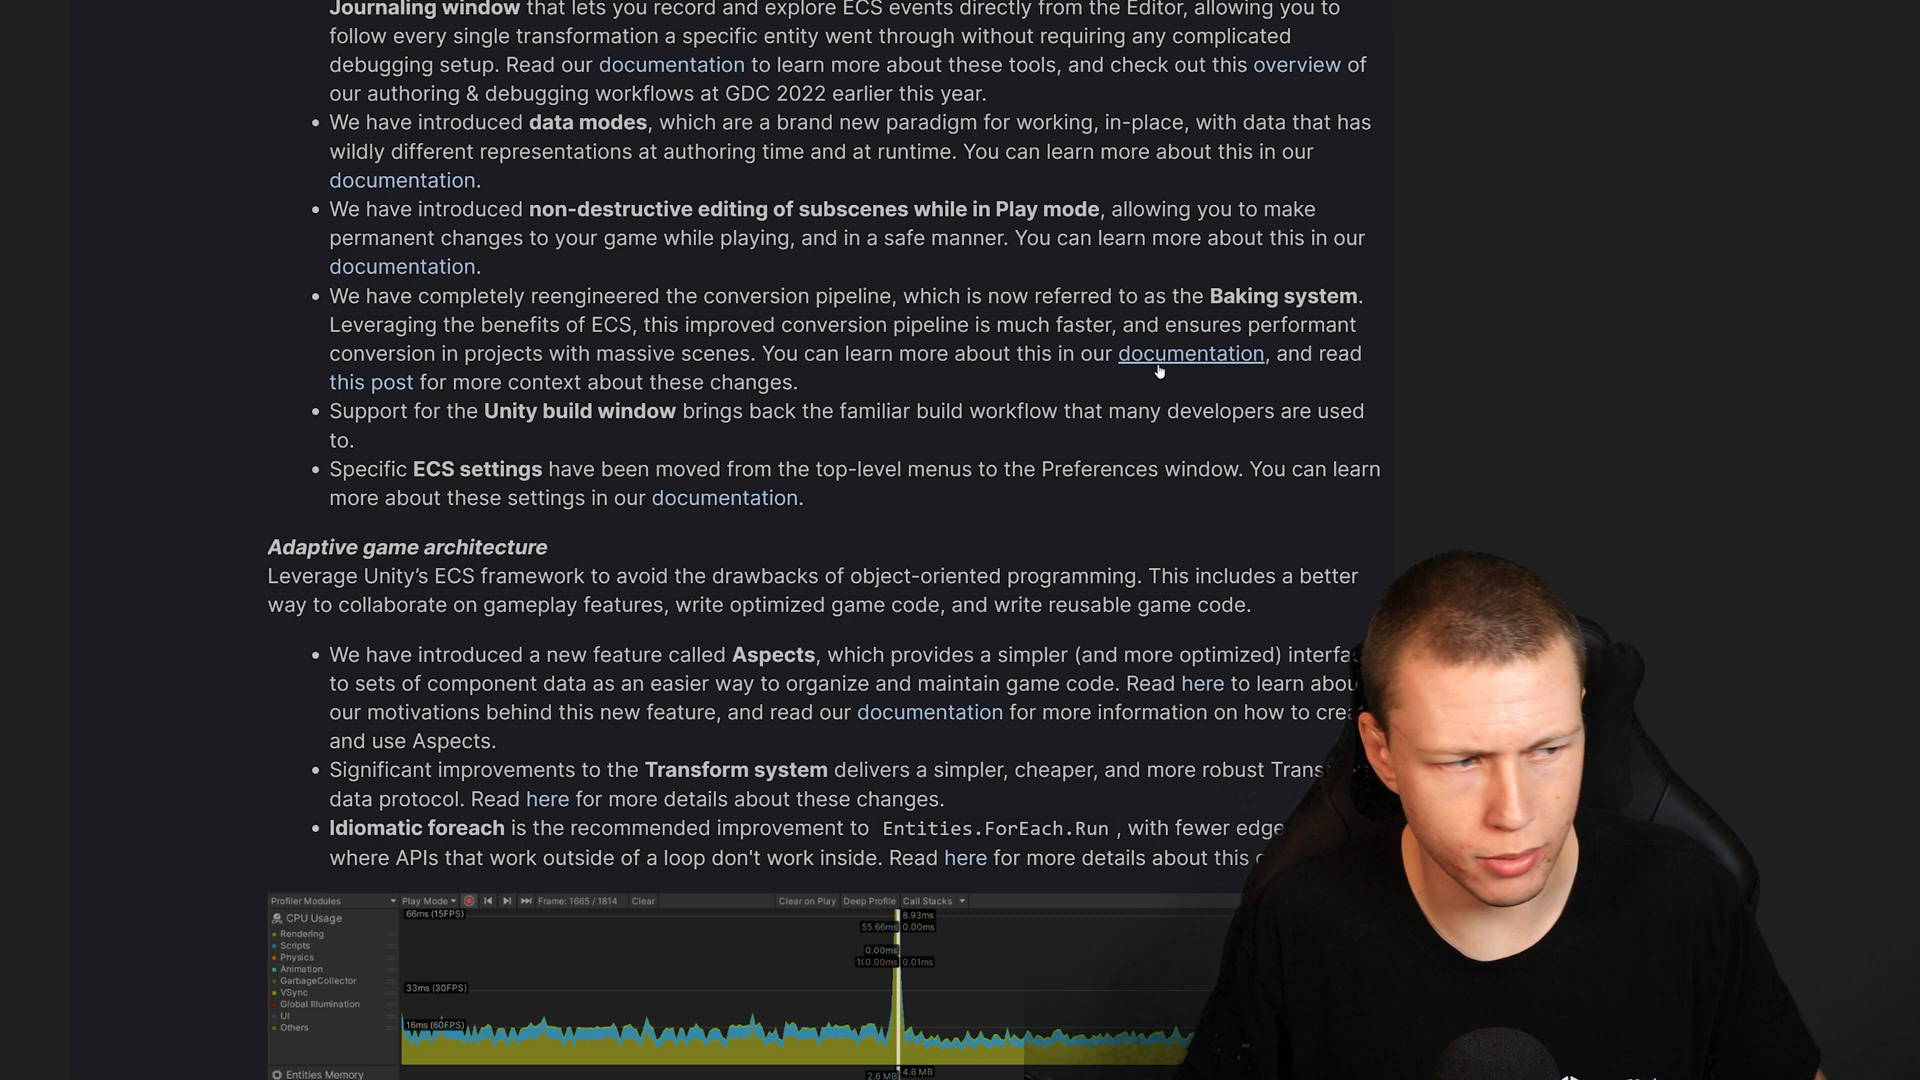 Journaling window that lets you record and explore ECS events directly from the Editor, allowing you to
follow every single transformation a specific entity went through without requiring any complicated
debugging setup. Read our documentation to learn more about these tools, and check out this overview of
our authoring & debugging workflows at GDC 2022 earlier this year.
• We have introduced data modes, which are a brand new paradigm for working, in-place, with data that has
wildly different representations at authoring time and at runtime. You can learn more about this in our
documentation.
• We have introduced non-destructive editing of subscenes while in Play mode, allowing you to make
permanent changes to your game while playing, and in a safe manner. You can learn more about this in our
documentation.
• We have completely reengineered the conversion pipeline, which is now referred to as the Baking system.
Leveraging the benefits of ECS, this improved conversion pipeline is much faster, and ensures performant
conversion in projects with massive scenes. You can learn more about this in our documentation, and read
this post for more context about these changes.
• Support for the Unity build window brings back the familiar build workflow that many developers are used
to.
• Specific ECS settings have been moved from the top-level menus to the Preferences window. You can learn
more about these settings in our documentation.
Adaptive game architecture
Leverage Unity's ECS framework to avoid the drawbacks of object-oriented programming. This includes a better
way to collaborate on gameplay features, write optimized game code, and write reusable game code.
• We have introduced a new feature called Aspects, which provides a simpler (and more optimized)
to sets of component data as an easier way to organize and maintain game code. Read here to learn
our motivations behind this new feature, and read our documentation for more information on how to
and use Aspects.
• Significant improvements to the Transform system delivers a simpler, cheaper, and more robust
data protocol. Read here for more details about these changes.
• Idiomatic foreach is the recommended improvement to Entities.ForEach.Run , with fewer edge
where APIs that work outside of a loop don't work inside. Read here for more details about this
Profiler Modules Play Mode Frame: 1665 / 1814 Clear Clear on Play Deep Profile Call Stacks
CPU Usage
Rendering
Scripts
Physics
Animation
GarbageCollector
VSync
Global Illumination
UI
Others
66ms (15FPS)
33ms (30FPS)
16ms (60FPS)
8.93ms
55.66ms 0.00ms
0.00ms
0.01ms
Entities Memory
2.6 MB 4.8 MB